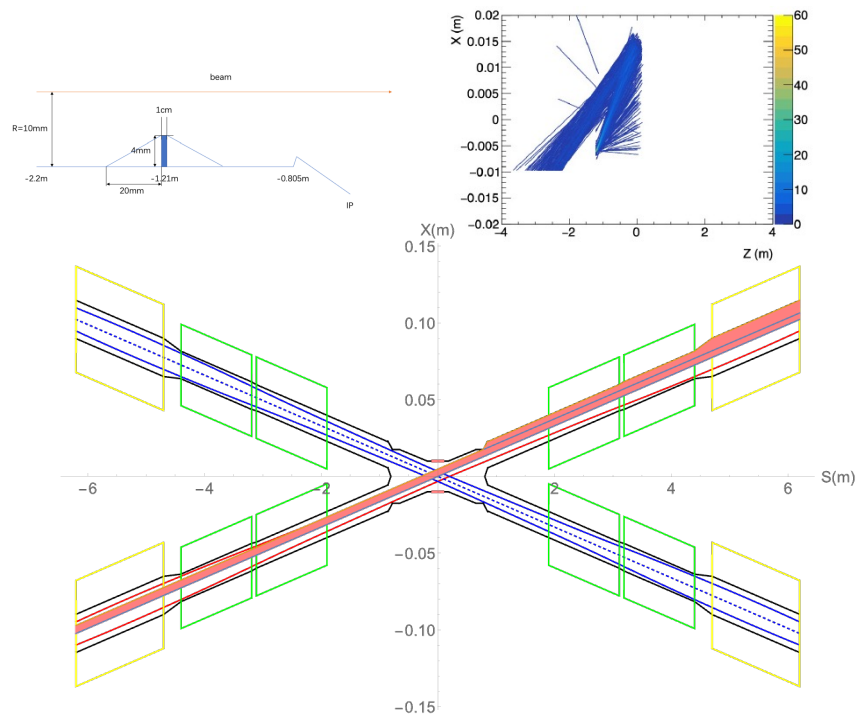 beam
1cm
R=10mm
4mm
-2.2m
-1.21m
-0.805m
20mm
IP
X (m)
0.02
0.015
0.01
0.005
0
-0.005
-0.01
-0.015
-0.02
-4
-2
0
2
4
Z (m)
60
50
40
30
20
10
0
X(m)
0.15
0.10
0.05
-0.05
-0.10
-0.15
-6
-4
-2
2
4
6
S(m)